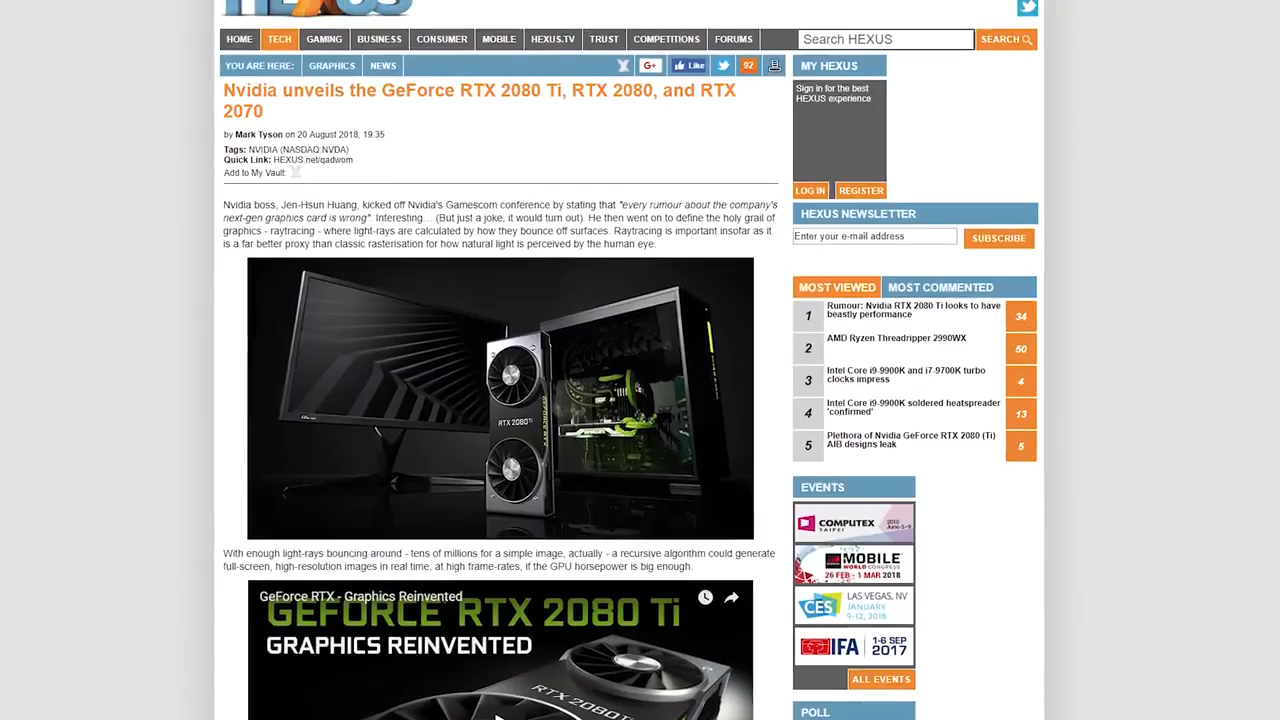 HEXUS
HOME TECH GAMING BUSINESS CONSUMER MOBILE HEXUS.TV TRUST COMPETITIONS FORUMS Search HEXUS SEARCH
YOU ARE HERE: GRAPHICS NEWS G+ Like 92
Nvidia unveils the GeForce RTX 2080 Ti, RTX 2080, and RTX
2070
by Mark Tyson on 20 August 2018, 19:35
Tags: NVIDIA (NASDAQ:NVDA)
Quick Link: HEXUS.net/qadwom
Add to My Vault:
Nvidia boss, Jen-Hsun Huang, kicked off Nvidia's Gamescom conference by stating that "every rumour about the company's
next-gen graphics card is wrong". Interesting… (But just a joke, it would turn out). He then went on to define the holy grail of
graphics - raytracing - where light-rays are calculated by how they bounce off surfaces. Raytracing is important insofar as it
is a far better proxy than classic rasterisation for how natural light is perceived by the human eye.
RTX 2080Ti
GEFORCE RTX
With enough light-rays bouncing around - tens of millions for a simple image, actually - a recursive algorithm could generate
full-screen, high-resolution images in real time, at high frame-rates, if the GPU horsepower is big enough.
GeForce RTX - Graphics Reinvented
GEFORCE RTX 2080 Ti
GRAPHICS REINVENTED
RTX 2080Ti
MY HEXUS
Sign in for the best
HEXUS experience
LOG IN REGISTER
HEXUS NEWSLETTER
Enter your e-mail address SUBSCRIBE
MOST VIEWED MOST COMMENTED
1 Rumour: Nvidia RTX 2080 Ti looks to have
beastly performance 34
2 AMD Ryzen Threadripper 2990WX 50
3 Intel Core i9-9900K and i7-9700K turbo
clocks impress 4
4 Intel Core i9-9900K soldered heatspreader
'confirmed' 13
5 Plethora of Nvidia GeForce RTX 2080 (Ti)
AIB designs leak 5
EVENTS
COMPUTEX
TAIPEI
2018
June 5-9
MOBILE
WORLD CONGRESS
26 FEB - 1 MAR 2018
CES
LAS VEGAS, NV
JANUARY
9-12, 2018
IFA
1-6 SEP
2017
ALL EVENTS
POLL